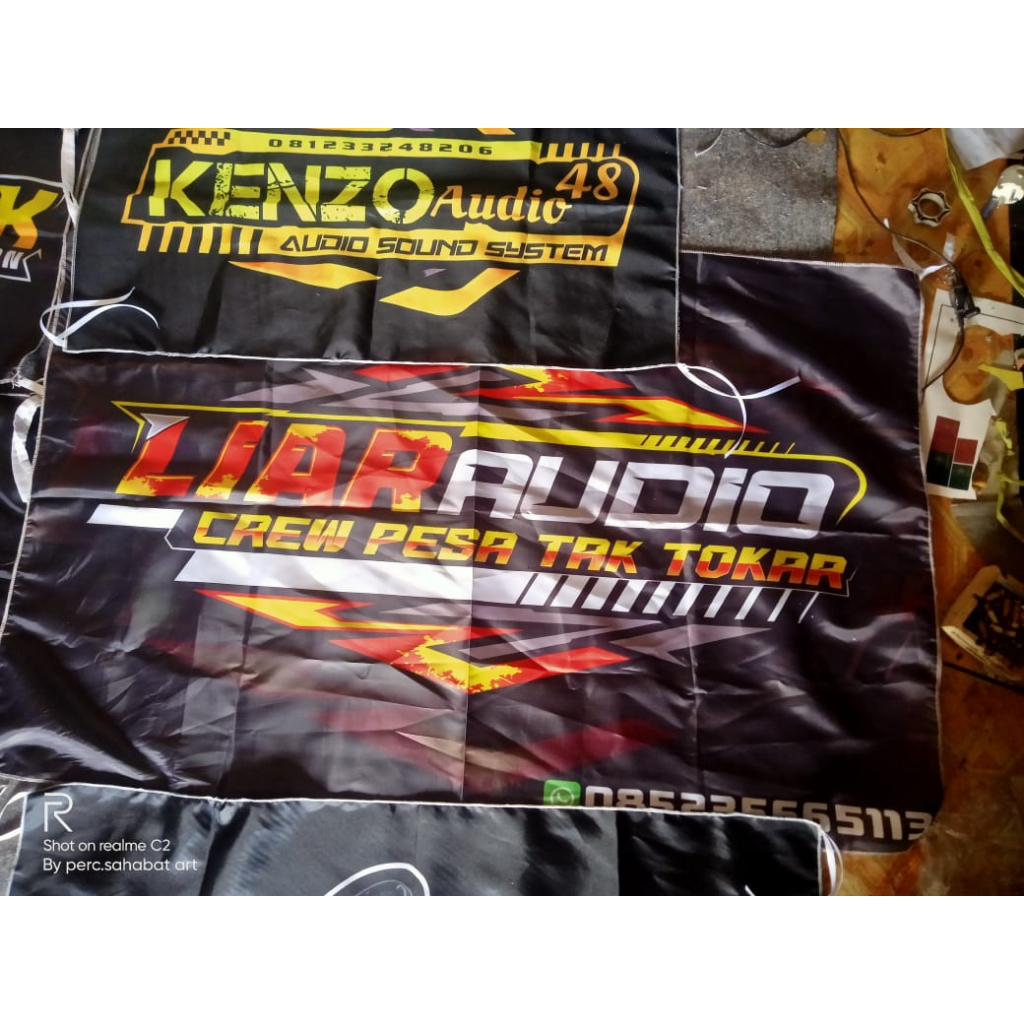 081233248206
KENZO Audio 48
AUDIO SOUND SYSTEM
K
N
LIAR AUDIO
CREW PESA TAK TOKAR
085235565113
R
Shot on realme C2
By perc.sahabat art